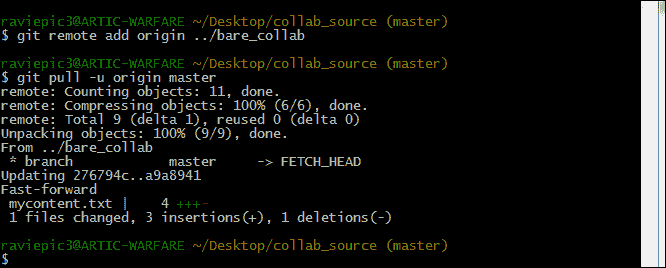 raviepic3@ARTIC-WARFARE ~/Desktop/collab_source (master)
$ git remote add origin ../bare_collab
raviepic3@ARTIC-WARFARE ~/Desktop/collab_source (master)
$ git pull -u origin master
remote: Counting objects: 11, done.
remote: Compressing objects: 100% (6/6), done.
remote: Total 9 (delta 1), reused 0 (delta 0)
Unpacking objects: 100% (9/9), done.
From ../bare_collab
 * branch            master     -> FETCH_HEAD
Updating 276794c..a9a8941
Fast-forward
 mycontent.txt |    4 +++-
 1 files changed, 3 insertions(+), 1 deletions(-)
raviepic3@ARTIC-WARFARE ~/Desktop/collab_source (master)
$